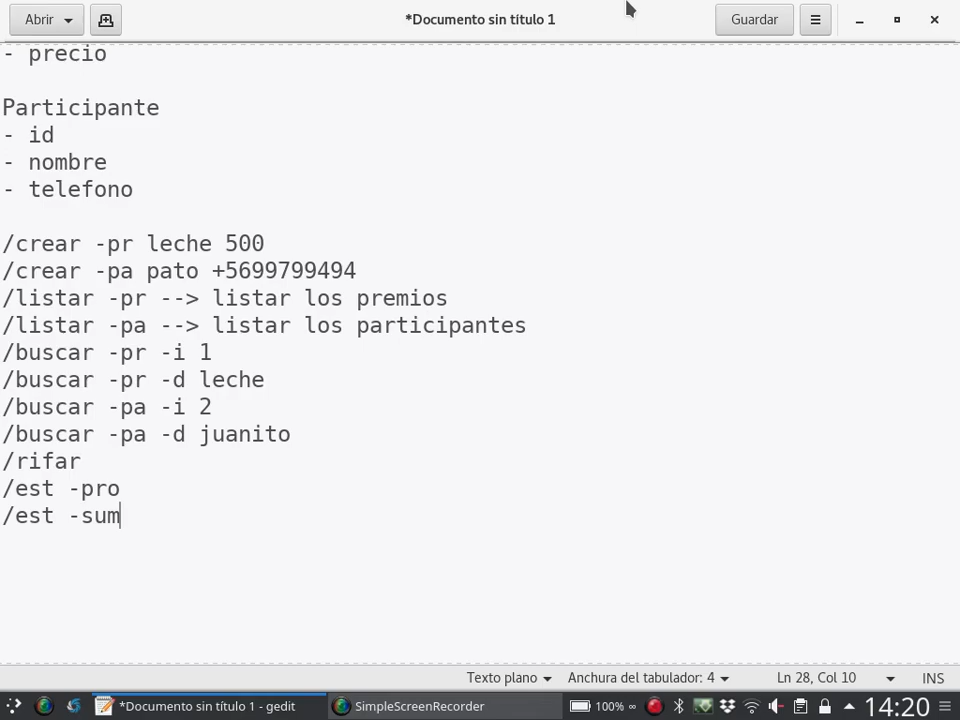 Abrir
*Documento sin título 1
Guardar
- precio
Participante
- id
- nombre
- telefono
/crear -pr leche 500
/crear -pa pato +5699799494
/listar -pr --> listar los premios
/listar -pa --> listar los participantes
/buscar -pr -i 1
/buscar -pr -d leche
/buscar -pa -i 2
/buscar -pa -d juanito
/rifar
/est -pro
/est -sum
Texto plano
Anchura del tabulador: 4
Ln 28, Col 10
INS
*Documento sin título 1 - gedit
SimpleScreenRecorder
100% ∞
14:20